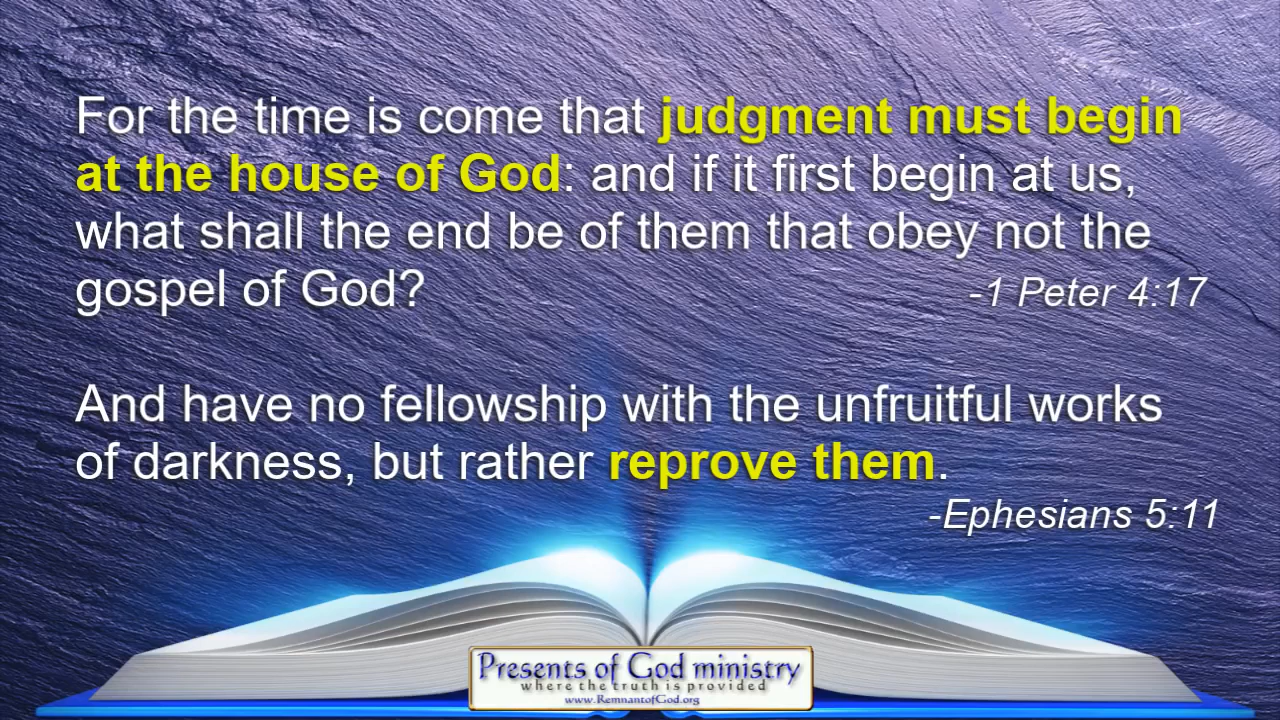 For the time is come that judgment must begin
at the house of God: and if it first begin at us,
what shall the end be of them that obey not the
gospel of God?
-1 Peter 4:17
And have no fellowship with the unfruitful works
of darkness, but rather reprove them.
-Ephesians 5:11
Presents of God ministry
where the truth is provided
www.RemnantofGod.org